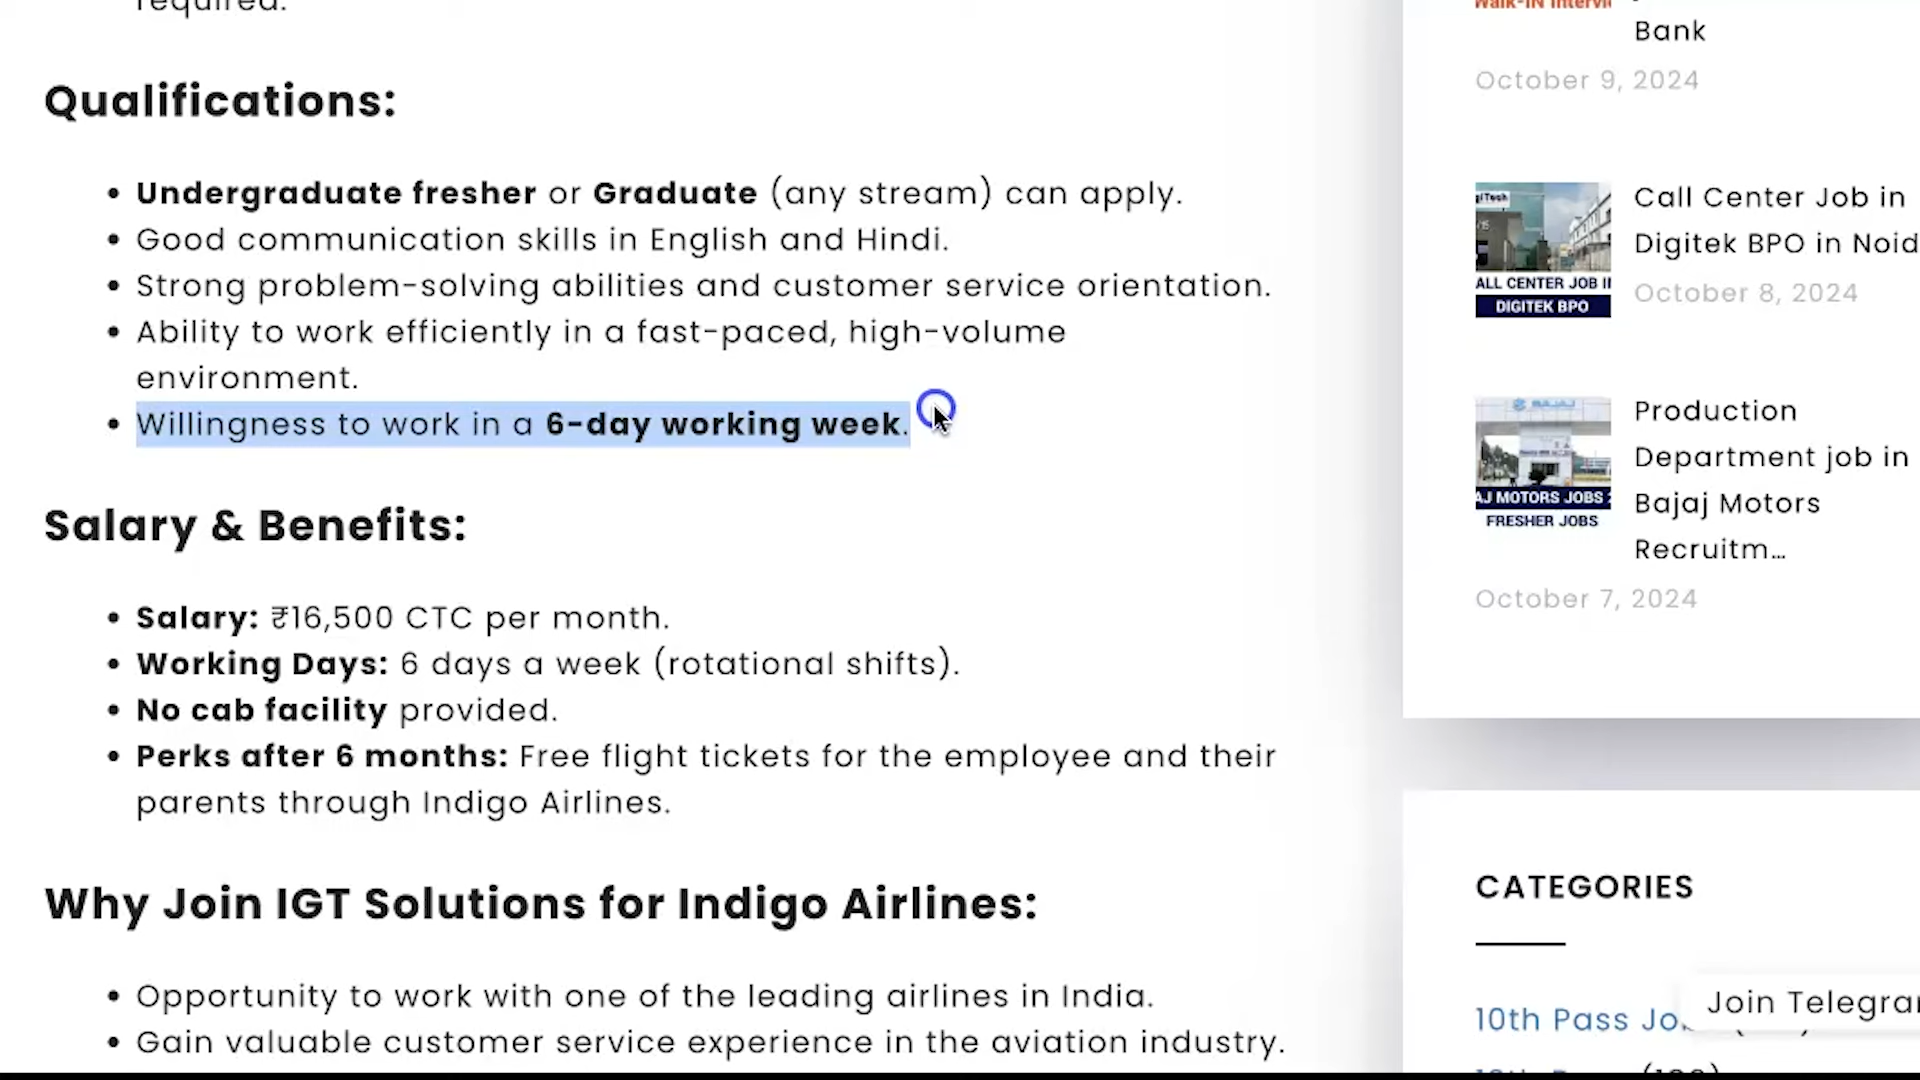 required.
Qualifications:
• Undergraduate fresher or Graduate (any stream) can apply.
• Good communication skills in English and Hindi.
• Strong problem-solving abilities and customer service orientation.
• Ability to work efficiently in a fast-paced, high-volume
environment.
• Willingness to work in a 6-day working week.
Salary & Benefits:
• Salary: ₹16,500 CTC per month.
• Working Days: 6 days a week (rotational shifts).
• No cab facility provided.
• Perks after 6 months: Free flight tickets for the employee and their
parents through Indigo Airlines.
Why Join IGT Solutions for Indigo Airlines:
• Opportunity to work with one of the leading airlines in India.
• Gain valuable customer service experience in the aviation industry.
Bank
October 9, 2024
ALL CENTER JOB
DIGITEK BPO
Call Center Job in
Digitek BPO in Noid
October 8, 2024
AJ MOTORS JOBS
FRESHER JOBS
Production
Department job in
Bajaj Motors
Recruitm…
October 7, 2024
CATEGORIES
10th Pass Jo
Join Telegra